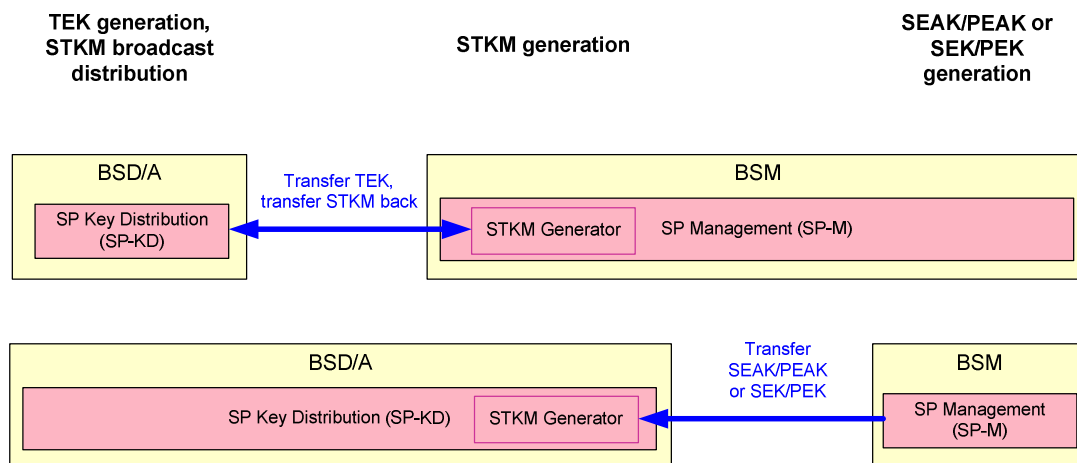 TEK generation,
STKM broadcast
distribution
STKM generation
SEAK/PEAK or
SEK/PEK
generation
BSD/A
SP Key Distribution
(SP-KD)
Transfer TEK,
transfer STKM back
BSM
STKM Generator
SP Management (SP-M)
BSD/A
SP Key Distribution (SP-KD)
STKM Generator
Transfer
SEAK/PEAK
or SEK/PEK
BSM
SP Management
(SP-M)